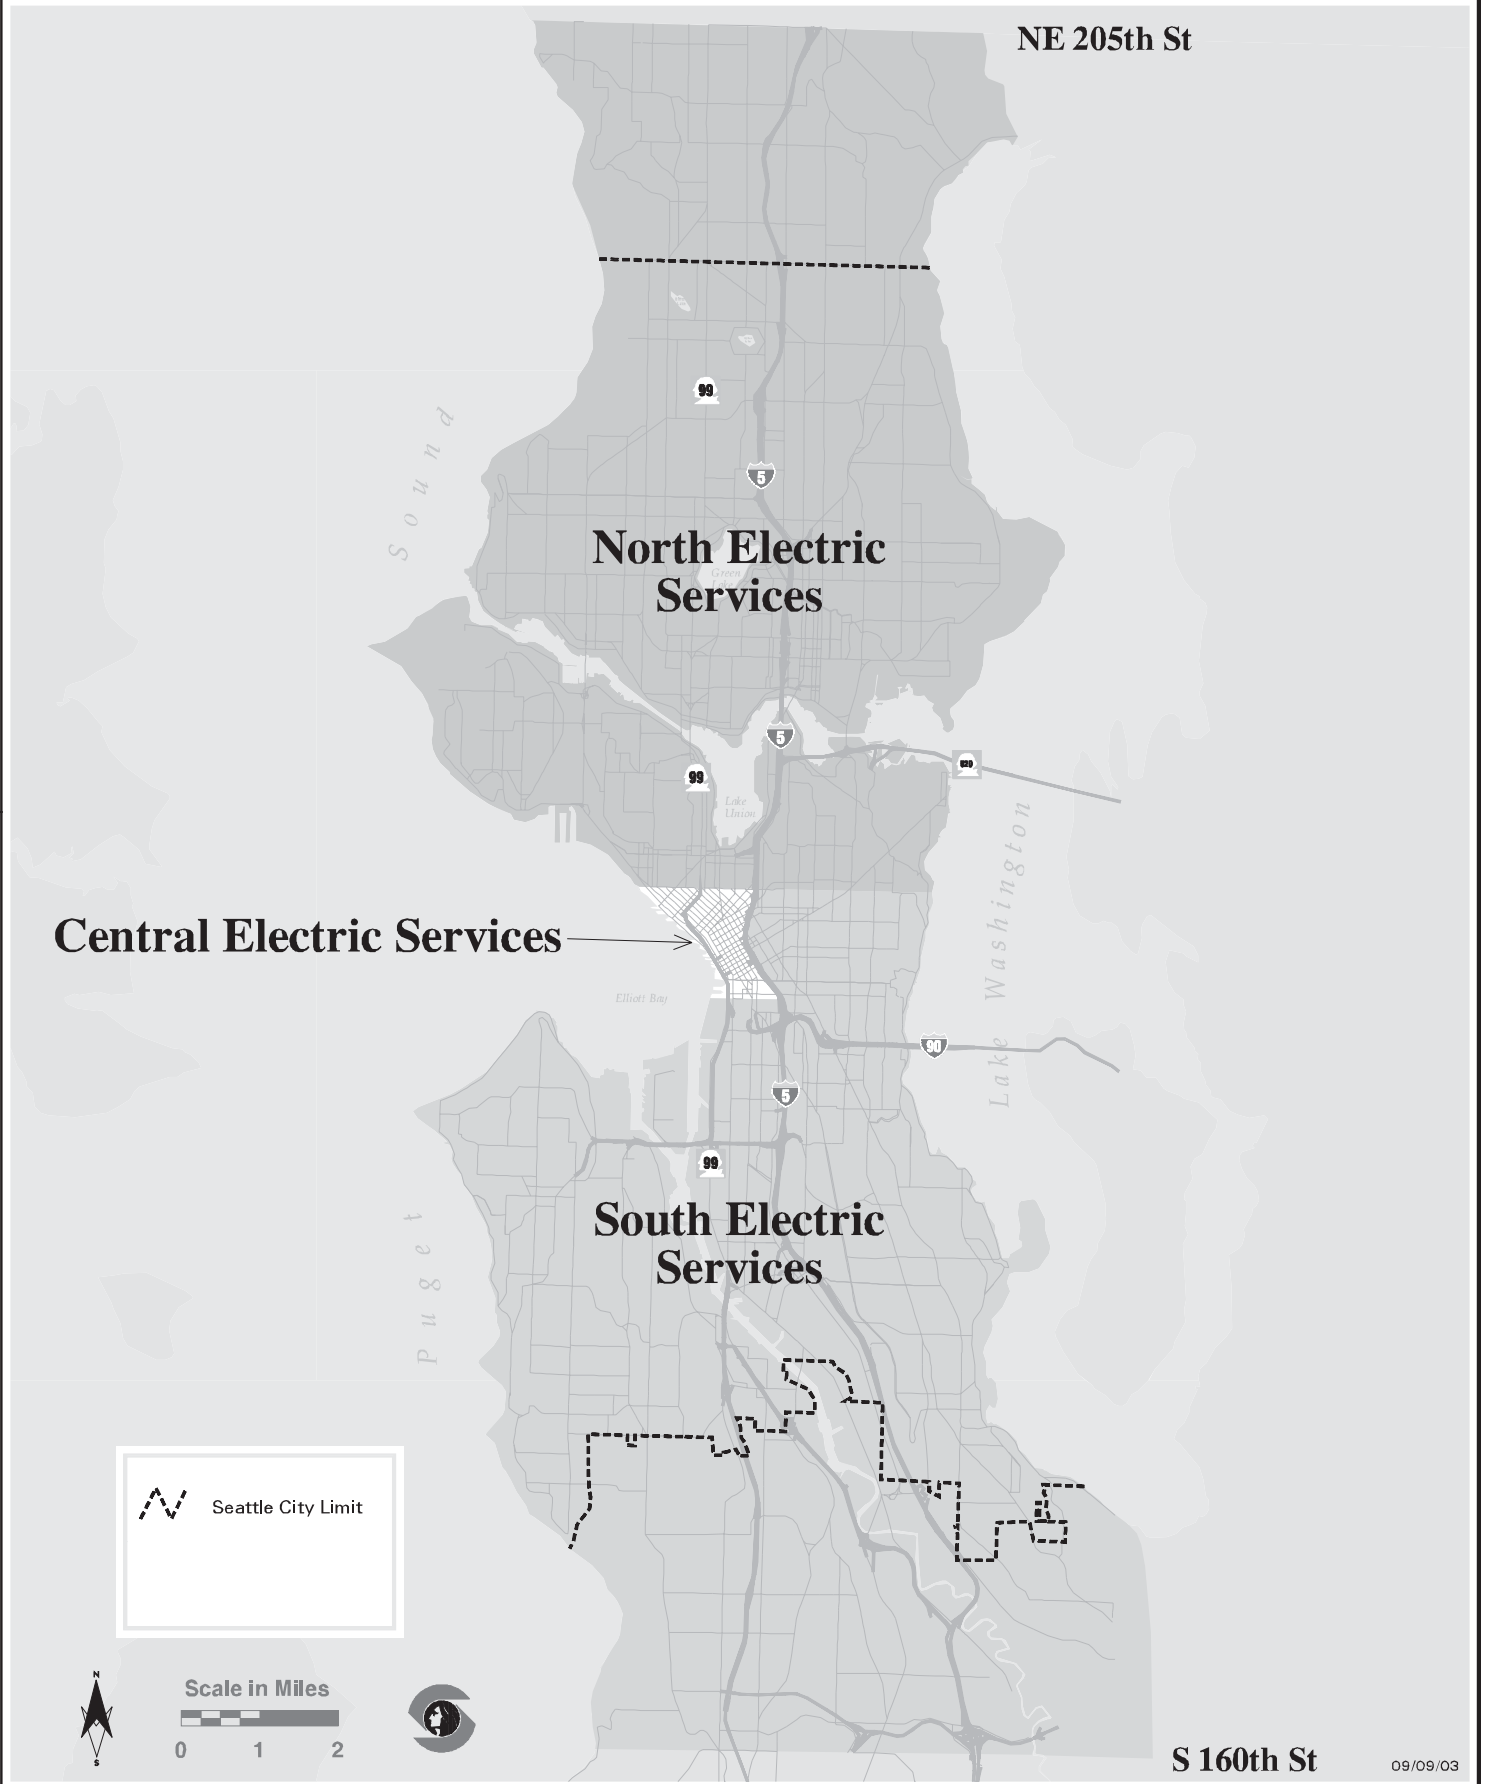 NE 205th St
99
Sound
5
North Electric
Services
Green
Lake
5
520
99
Lake
Union
Lake Washington
Central Electric Services
Elliott Bay
90
5
99
South Electric
Services
Puget
Seattle City Limit
N
S
Scale in Miles
0 1 2
S 160th St
09/09/03